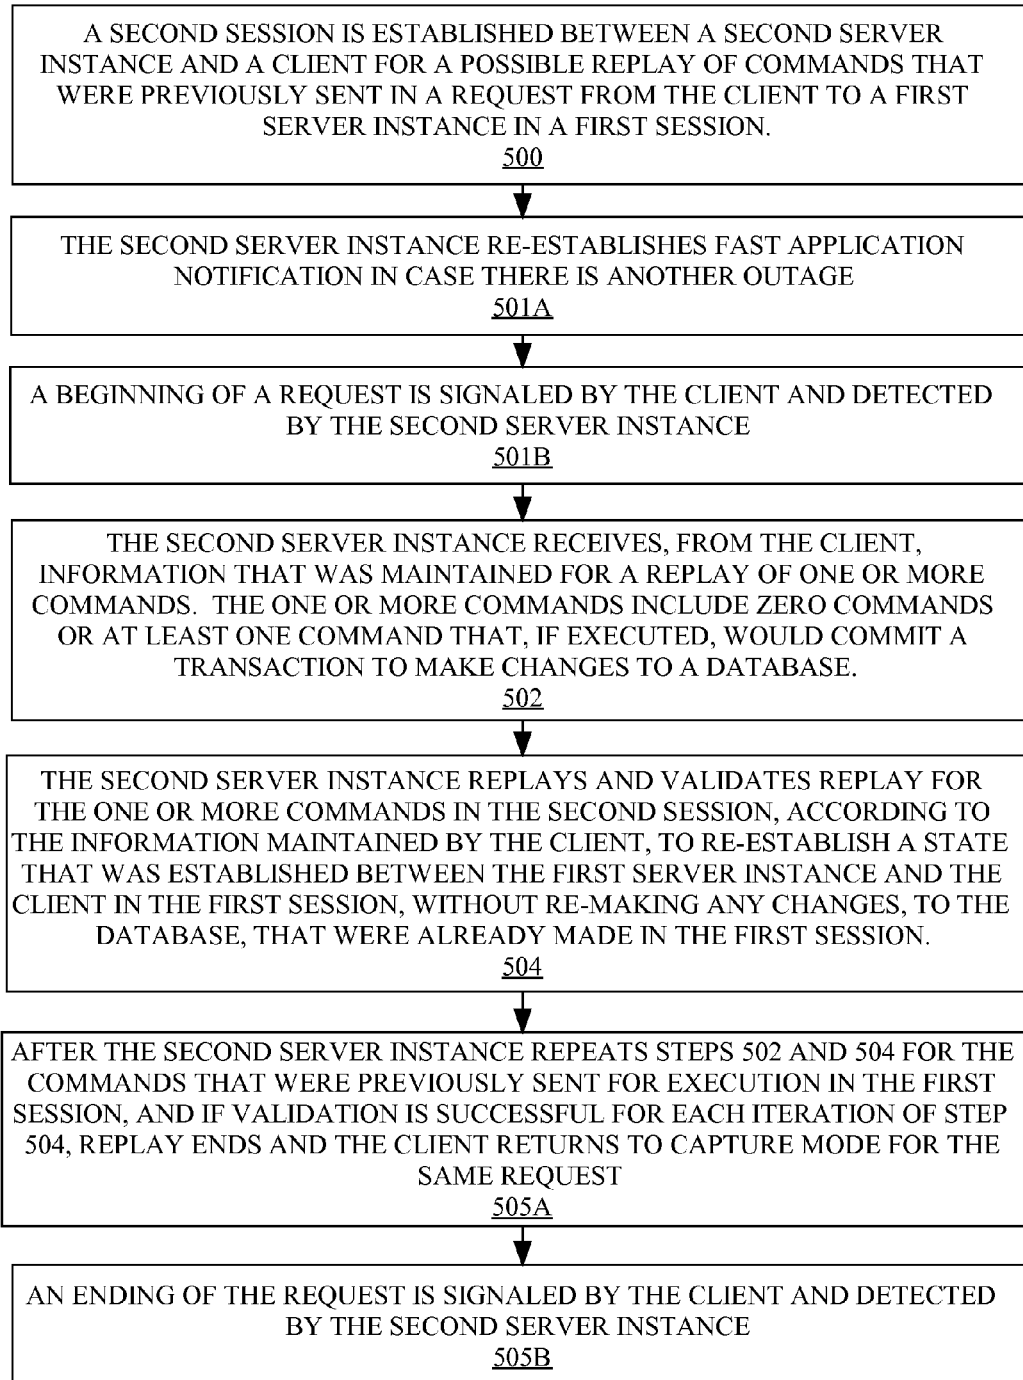 A SECOND SESSION IS ESTABLISHED BETWEEN A SECOND SERVER
INSTANCE AND A CLIENT FOR A POSSIBLE REPLAY OF COMMANDS THAT
WERE PREVIOUSLY SENT IN A REQUEST FROM THE CLIENT TO A FIRST
SERVER INSTANCE IN A FIRST SESSION.
500
THE SECOND SERVER INSTANCE RE-ESTABLISHES FAST APPLICATION
NOTIFICATION IN CASE THERE IS ANOTHER OUTAGE
501A
A BEGINNING OF A REQUEST IS SIGNALED BY THE CLIENT AND DETECTED
BY THE SECOND SERVER INSTANCE
501B
THE SECOND SERVER INSTANCE RECEIVES, FROM THE CLIENT,
INFORMATION THAT WAS MAINTAINED FOR A REPLAY OF ONE OR MORE
COMMANDS. THE ONE OR MORE COMMANDS INCLUDE ZERO COMMANDS
OR AT LEAST ONE COMMAND THAT, IF EXECUTED, WOULD COMMIT A
TRANSACTION TO MAKE CHANGES TO A DATABASE.
502
THE SECOND SERVER INSTANCE REPLAYS AND VALIDATES REPLAY FOR
THE ONE OR MORE COMMANDS IN THE SECOND SESSION, ACCORDING TO
THE INFORMATION MAINTAINED BY THE CLIENT, TO RE-ESTABLISH A STATE
THAT WAS ESTABLISHED BETWEEN THE FIRST SERVER INSTANCE AND THE
CLIENT IN THE FIRST SESSION, WITHOUT RE-MAKING ANY CHANGES, TO THE
DATABASE, THAT WERE ALREADY MADE IN THE FIRST SESSION.
504
AFTER THE SECOND SERVER INSTANCE REPEATS STEPS 502 AND 504 FOR THE
COMMANDS THAT WERE PREVIOUSLY SENT FOR EXECUTION IN THE FIRST
SESSION, AND IF VALIDATION IS SUCCESSFUL FOR EACH ITERATION OF STEP
504, REPLAY ENDS AND THE CLIENT RETURNS TO CAPTURE MODE FOR THE
SAME REQUEST
505A
AN ENDING OF THE REQUEST IS SIGNALED BY THE CLIENT AND DETECTED
BY THE SECOND SERVER INSTANCE
505B